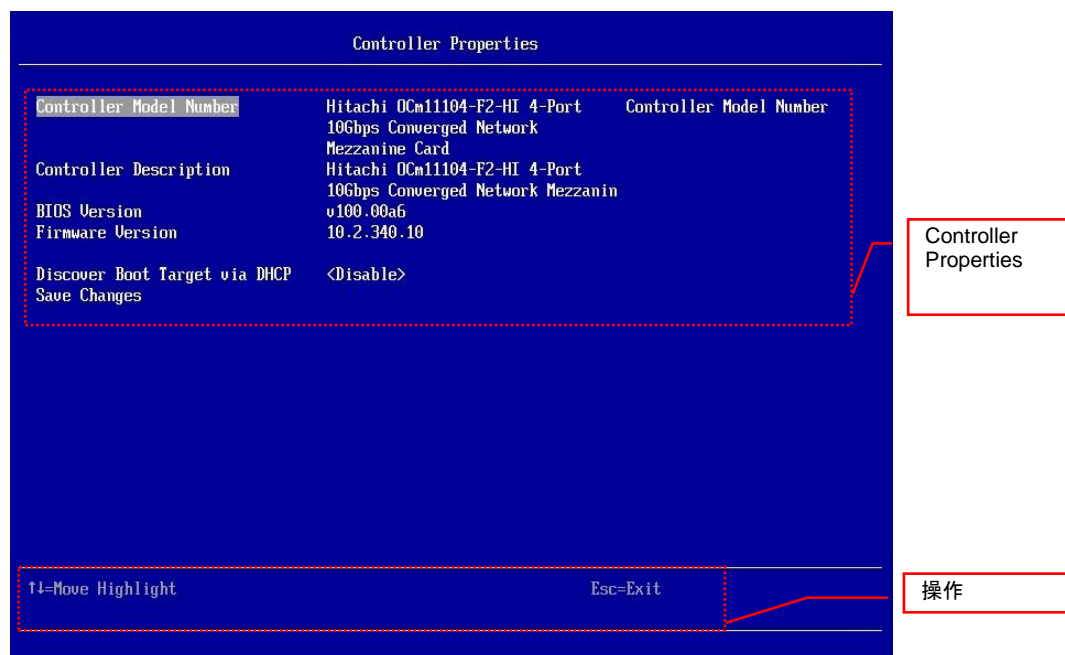 Controller Properties
Controller Model Number Hitachi OCm11104-F2-HI 4-Port Controller Model Number
10Gbps Converged Network
Mezzanine Card
Controller Description Hitachi OCm11104-F2-HI 4-Port
10Gbps Converged Network Mezzanin
BIOS Version v100.00a6
Firmware Version 10.2.340.10
Discover Boot Target via DHCP <Disable>
Save Changes
Controller
Properties
↑↓=Move Highlight Esc=Exit
操作